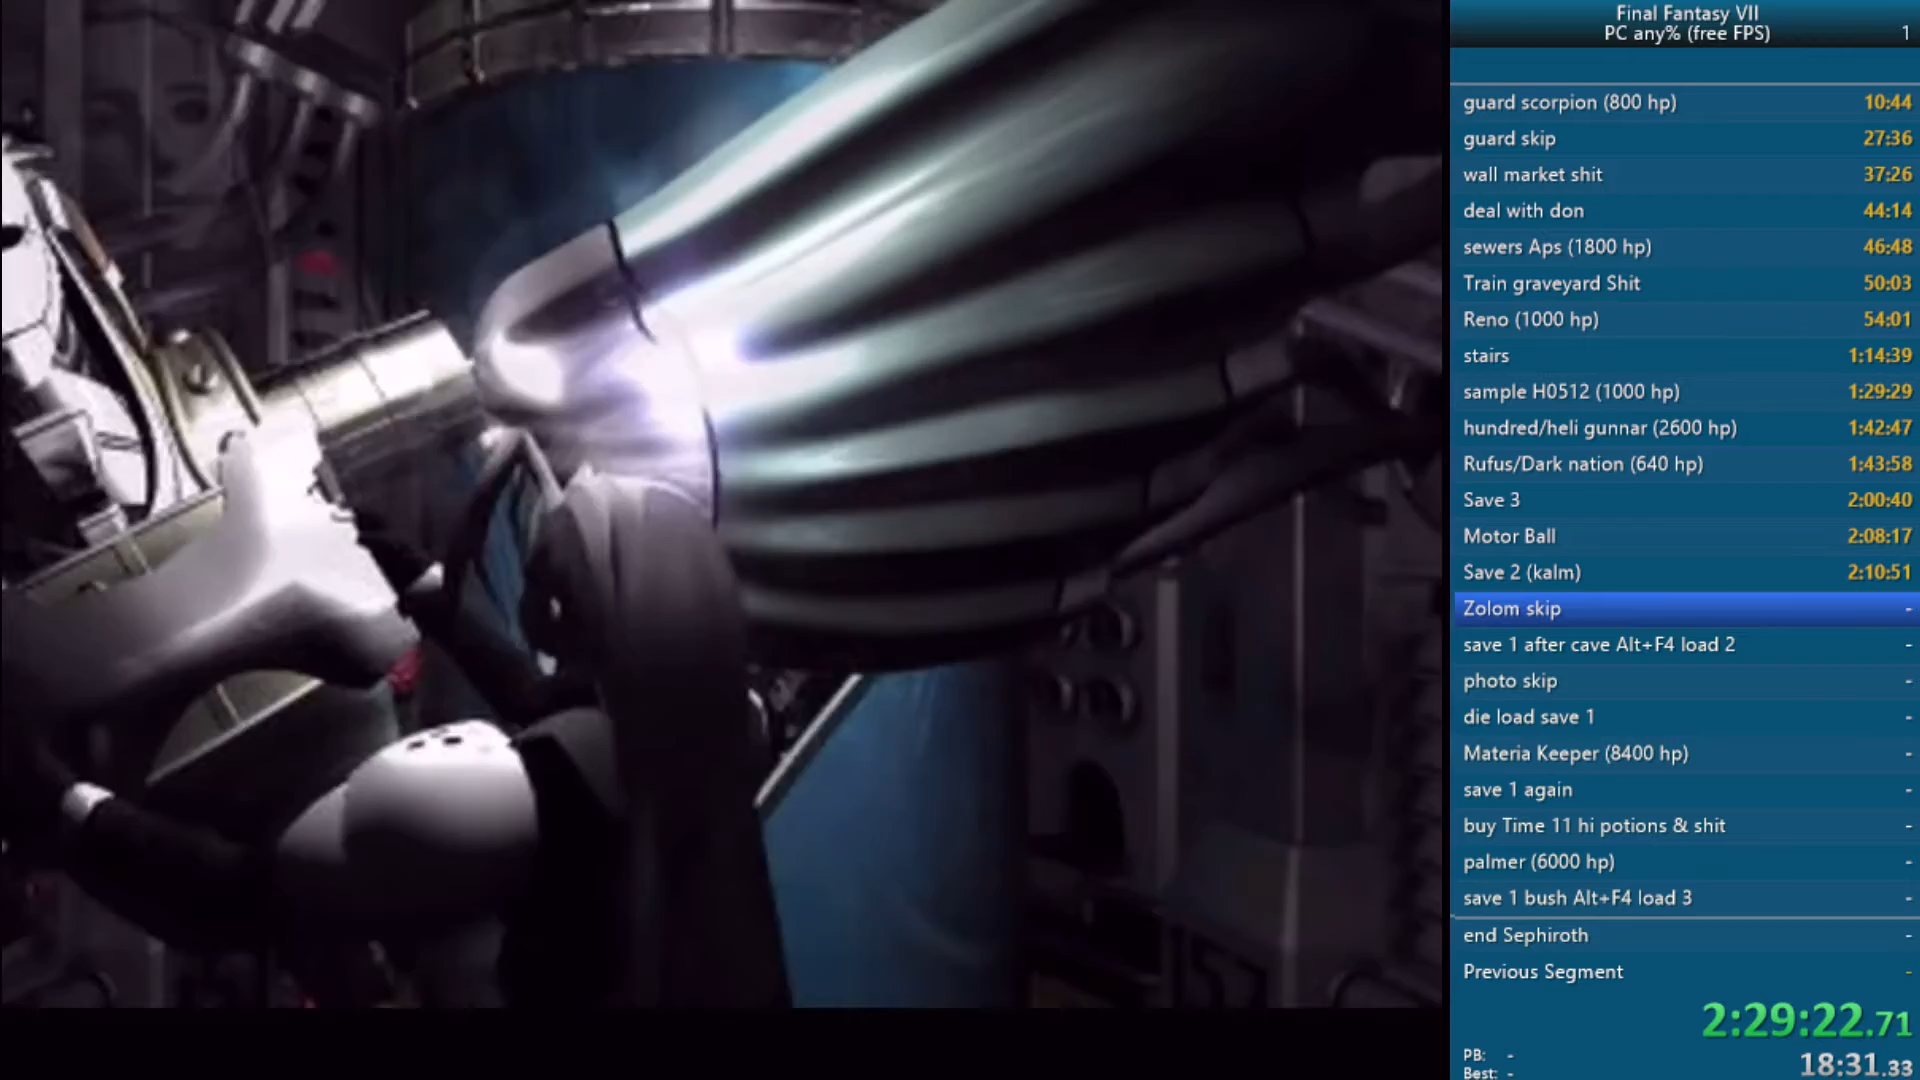 Final Fantasy VII
PC any% (free FPS) 1
guard scorpion (800 hp) 10:44
guard skip 27:36
wall market shit 37:26
deal with don 44:14
sewers Aps (1800 hp) 46:48
Train graveyard Shit 50:03
Reno (1000 hp) 54:01
stairs 1:14:39
sample H0512 (1000 hp) 1:29:29
hundred/heli gunnar (2600 hp) 1:42:47
Rufus/Dark nation (640 hp) 1:43:58
Save 3 2:00:40
Motor Ball 2:08:17
Save 2 (kalm) 2:10:51
Zolom skip -
save 1 after cave Alt+F4 load 2 -
photo skip -
die load save 1 -
Materia Keeper (8400 hp) -
save 1 again -
buy Time 11 hi potions & shit -
palmer (6000 hp) -
save 1 bush Alt+F4 load 3 -
end Sephiroth -
Previous Segment -
2:29:22.71
PB: -
Best: - 18:31.33